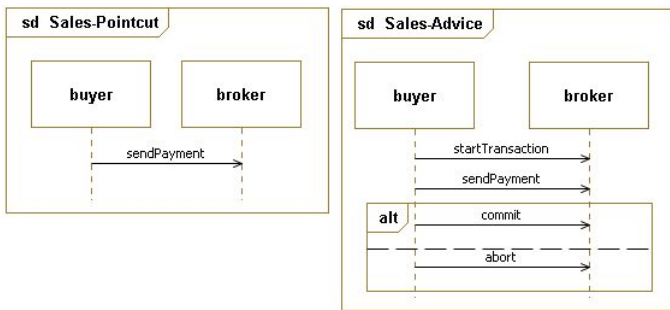 sd Sales-Pointcut
buyer
broker
sendPayment
sd Sales-Advice
buyer
broker
startTransaction
sendPayment
alt
commit
abort